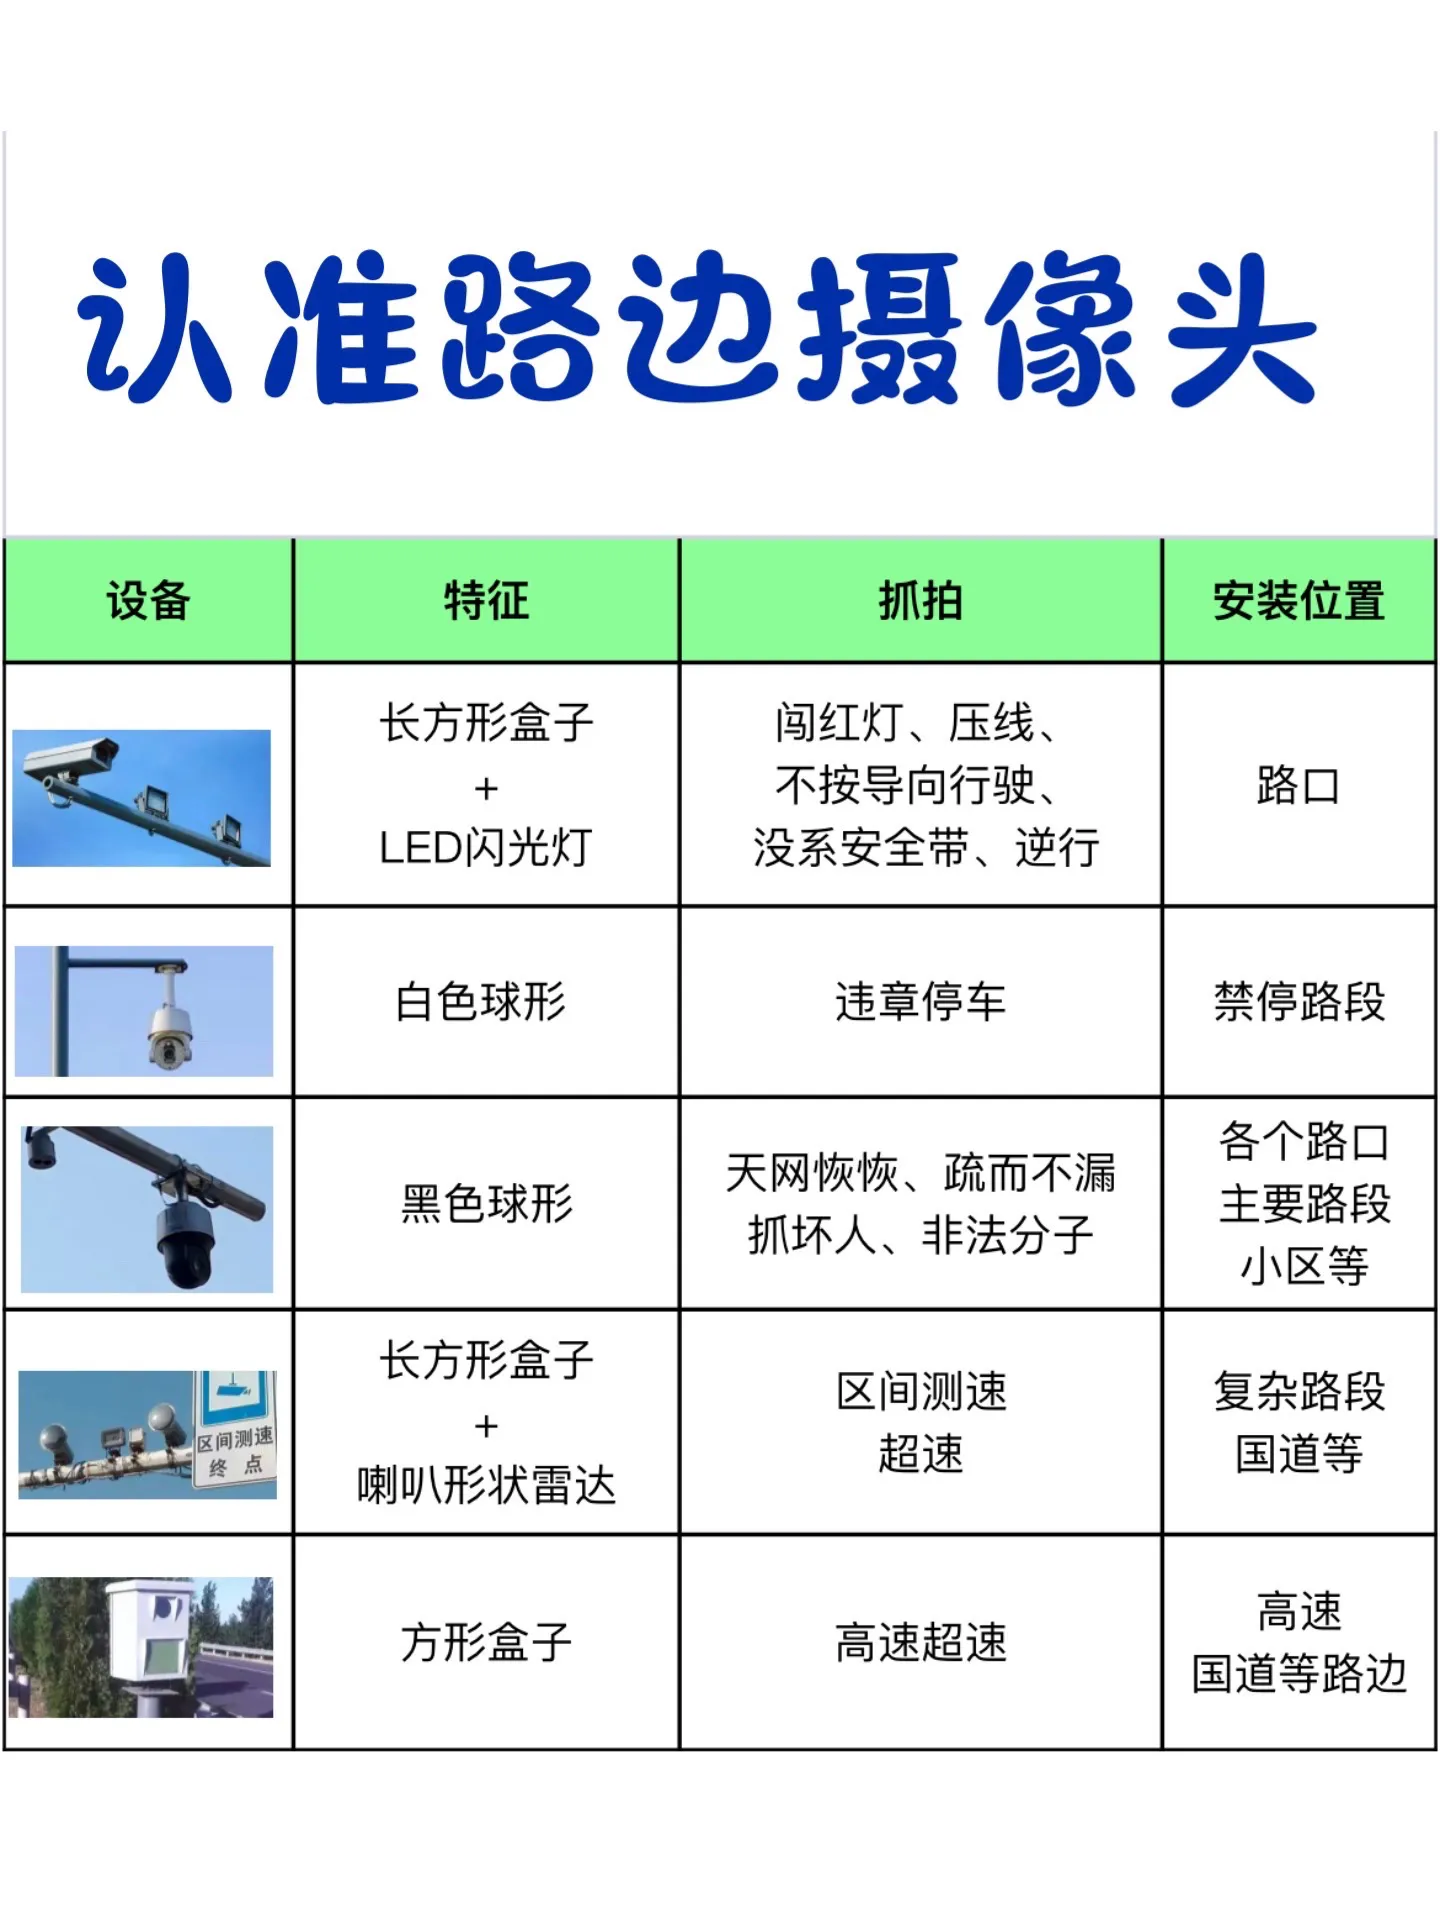 认准路边摄像头
设备
特征
抓拍
安装位置
长方形盒子
+
LED闪光灯
闯红灯、压线、
不按导向行驶、
没系安全带、逆行
路口
白色球形
违章停车
禁停路段
黑色球形
天网恢恢、疏而不漏
抓坏人、非法分子
各个路口
主要路段
小区等
区间测速
终 点
长方形盒子
+
喇叭形状雷达
区间测速
超速
复杂路段
国道等
方形盒子
高速超速
高速
国道等路边